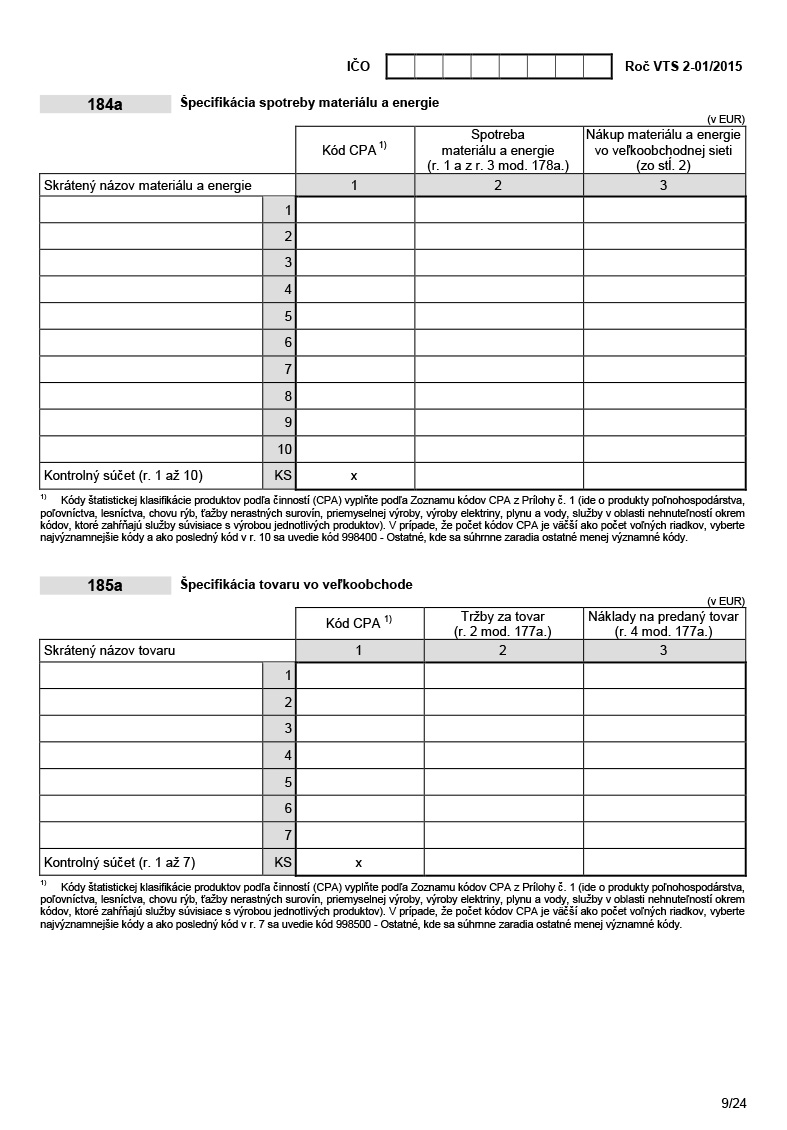 IČO Roč VTS 2-01/2015
184a Špecifikácia spotreby materiálu a energie
(v EUR)
Kód CPA 1)
Spotreba
materiálu a energie
(r. 1 a z r. 3 mod. 178a.)
Nákup materiálu a energie
vo veľkoobchodnej sieti
(zo stĺ. 2)
Skrátený názov materiálu a energie 1 2 3
1
2
3
4
5
6
7
8
9
10
Kontrolný súčet (r. 1 až 10) KS x
1) Kódy štatistickej klasifikácie produktov podľa činností (CPA) vyplňte podľa Zoznamu kódov CPA z Prílohy č. 1 (ide o produkty poľnohospodárstva,
poľovníctva, lesníctva, chovu rýb, ťažby nerastných surovín, priemyselnej výroby, výroby elektriny, plynu a vody, služby v oblasti nehnuteľností okrem
kódov, ktoré zahŕňajú služby súvisiace s výrobou jednotlivých produktov). V prípade, že počet kódov CPA je väčší ako počet voľných riadkov, vyberte
najvýznamnejšie kódy a ako posledný kód v r. 10 sa uvedie kód 998400 - Ostatné, kde sa súhrnne zaradia ostatné menej významné kódy.
185a Špecifikácia tovaru vo veľkoobchode
(v EUR)
Kód CPA 1)
Tržby za tovar
(r. 2 mod. 177a.)
Náklady na predaný tovar
(r. 4 mod. 177a.)
Skrátený názov tovaru 1 2 3
1
2
3
4
5
6
7
Kontrolný súčet (r. 1 až 7) KS x
1) Kódy štatistickej klasifikácie produktov podľa činností (CPA) vyplňte podľa Zoznamu kódov CPA z Prílohy č. 1 (ide o produkty poľnohospodárstva,
poľovníctva, lesníctva, chovu rýb, ťažby nerastných surovín, priemyselnej výroby, výroby elektriny, plynu a vody, služby v oblasti nehnuteľností okrem
kódov, ktoré zahŕňajú služby súvisiace s výrobou jednotlivých produktov). V prípade, že počet kódov CPA je väčší ako počet voľných riadkov, vyberte
najvýznamnejšie kódy a ako posledný kód v r. 7 sa uvedie kód 998500 - Ostatné, kde sa súhrnne zaradia ostatné menej významné kódy.
9/24